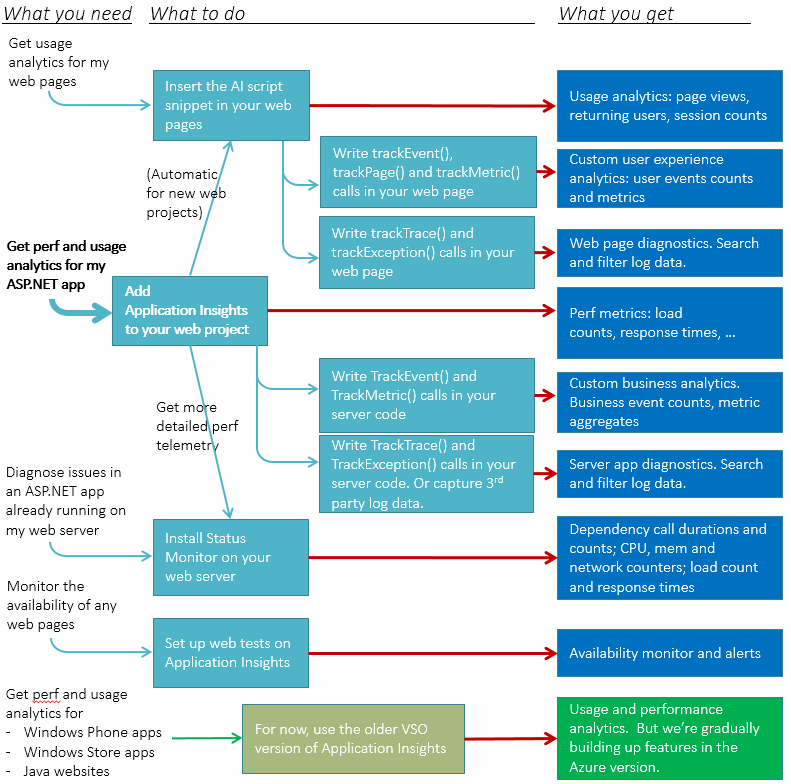 What you need
What to do
What you get
Get usage
analytics for my
web pages
Insert the AI script
snippet in your web
pages
Usage analytics: page views,
returning users, session counts
(Automatic
for new web
projects)
Write trackEvent(),
trackPage() and trackMetric()
calls in your web page
Custom user experience
analytics: user events counts
and metrics
Write trackTrace() and
trackException() calls in your
web page
Web page diagnostics. Search
and filter log data.
Get perf and usage
analytics for my
ASP.NET app
Add
Application Insights
to your web project
Perf metrics: load
counts, response times, ...
Get more
detailed perf
telemetry
Write TrackEvent() and
TrackMetric() calls in your
server code
Custom business analytics.
Business event counts, metric
aggregates
Write TrackTrace() and
TrackException() calls in your
server code. Or capture 3rd
party log data.
Server app diagnostics. Search
and filter log data.
Diagnose issues in
an ASP.NET app
already running on
my web server
Install Status
Monitor on your
web server
Dependency call durations and
counts; CPU, mem and
network counters; load count
and response times
Monitor the
availability of any
web pages
Set up web tests on
Application Insights
Availability monitor and alerts
Get perf and usage
analytics for
- Windows Phone apps
- Windows Store apps
- Java websites
For now, use the older VSO
version of Application Insights
Usage and performance
analytics. But we're gradually
building up features in the
Azure version.